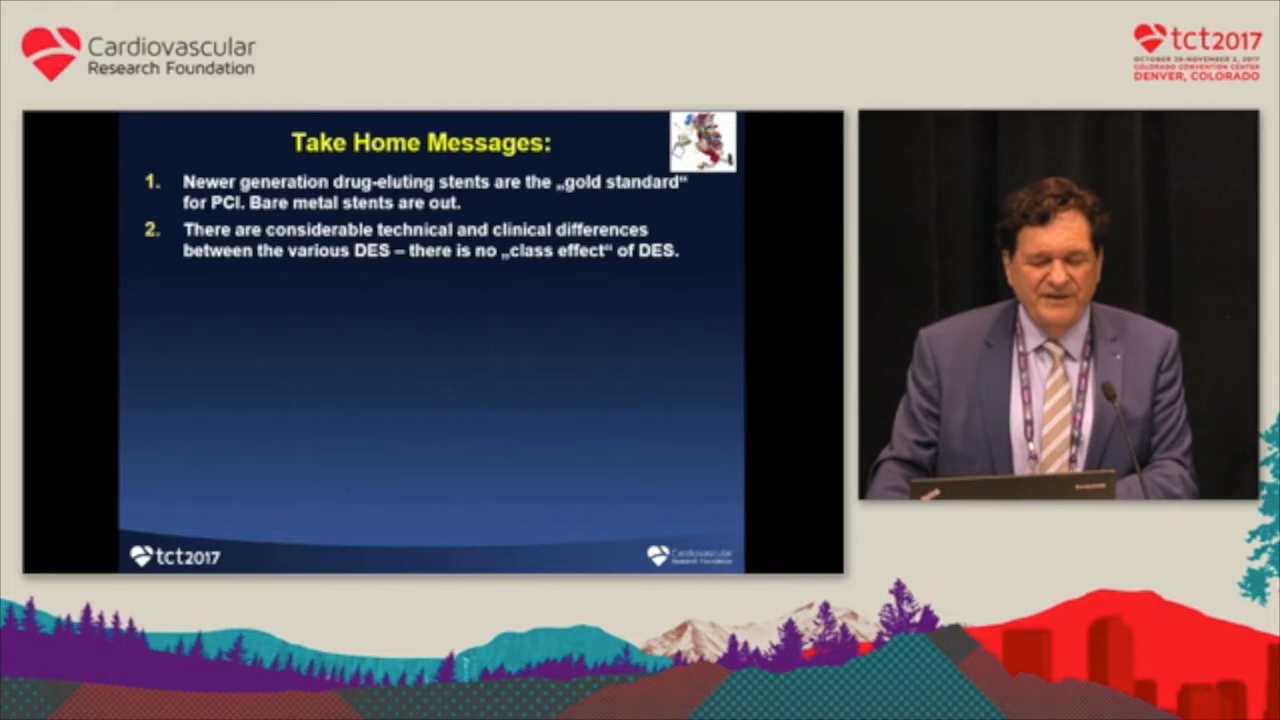 Cardiovascular
Research Foundation
tct2017
OCTOBER 29-NOVEMBER 2, 2017
COLORADO CONVENTION CENTER
DENVER, COLORADO
Take Home Messages:
1. Newer generation drug-eluting stents are the „gold standard“
for PCI. Bare metal stents are out.
2. There are considerable technical and clinical differences
between the various DES – there is no „class effect“ of DES.
tct2017
Cardiovascular
Research Foundation